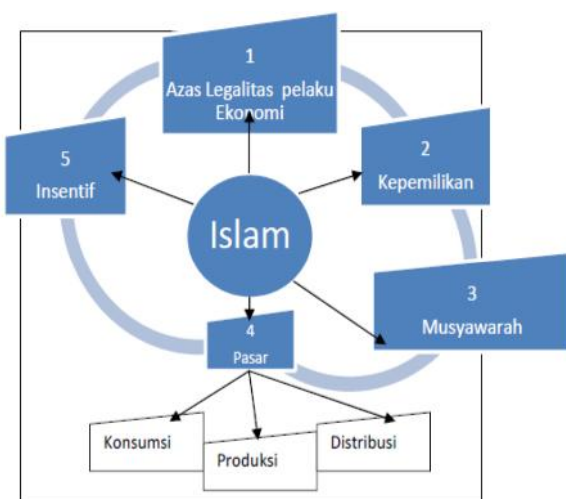 1
Azas Legalitas pelaku
Ekonomi
2
Kepemilikan
5
Insentif
Islam
3
Musyawarah
4
Pasar
Konsumsi
Produksi
Distribusi